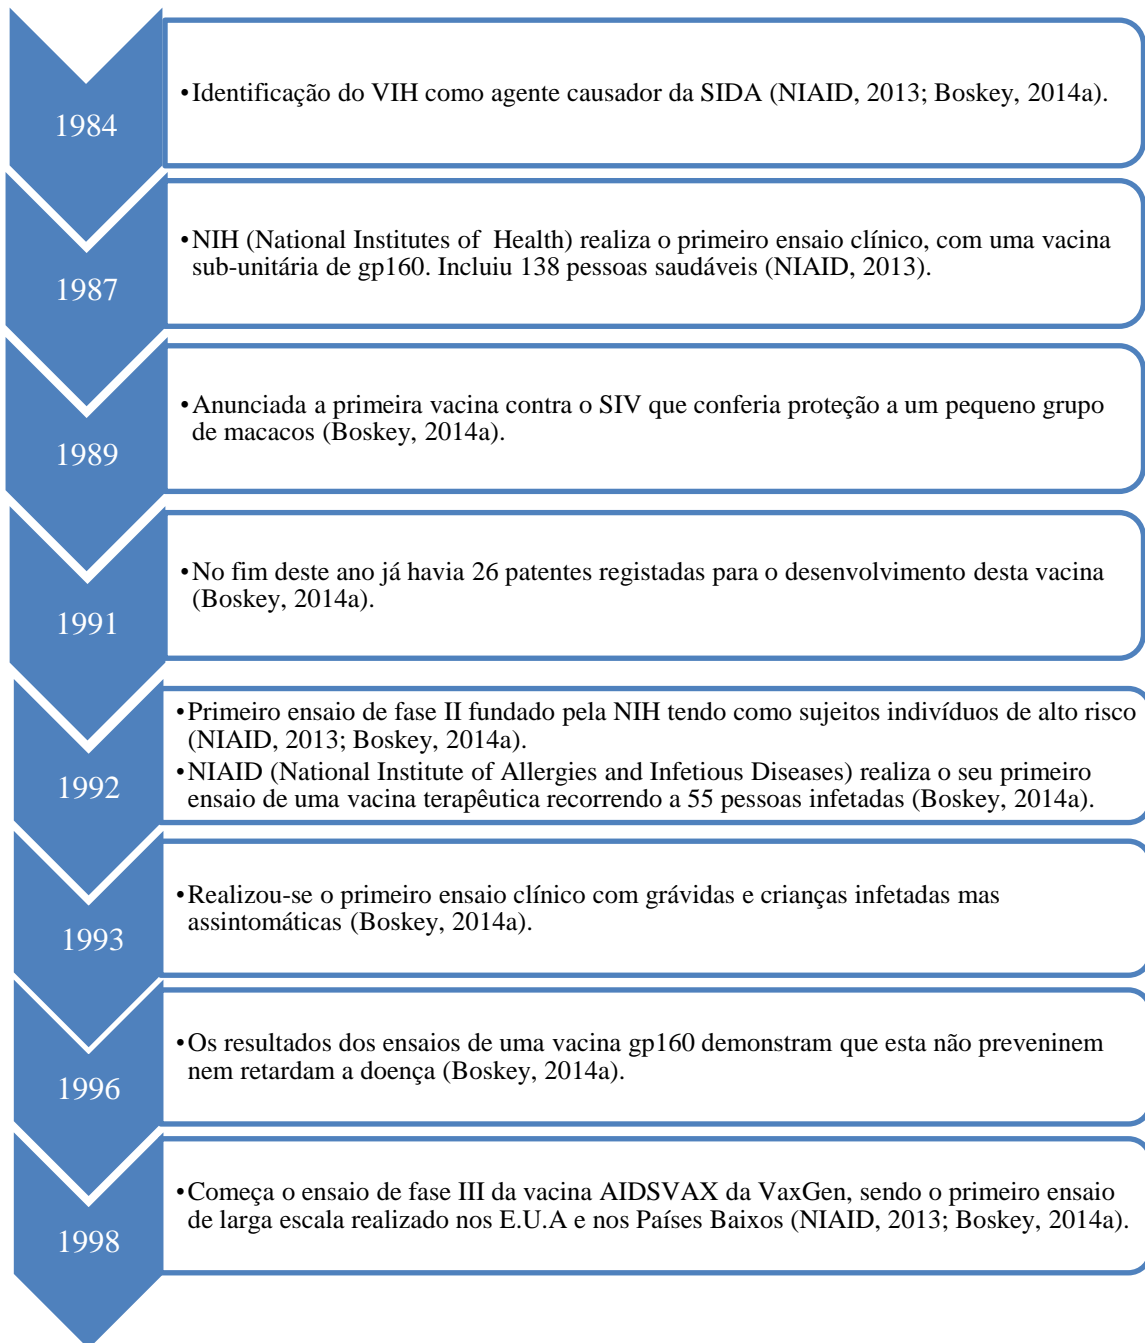 1984
•Identificação do VIH como agente causador da SIDA (NIAID, 2013; Boskey, 2014a).
1987
•NIH (National Institutes of Health) realiza o primeiro ensaio clínico, com uma vacina
sub-unitária de gp160. Incluiu 138 pessoas saudáveis (NIAID, 2013).
1989
•Anunciada a primeira vacina contra o SIV que conferia proteção a um pequeno grupo
de macacos (Boskey, 2014a).
1991
•No fim deste ano já havia 26 patentes registadas para o desenvolvimento desta vacina
(Boskey, 2014a).
1992
•Primeiro ensaio de fase II fundado pela NIH tendo como sujeitos indivíduos de alto risco
(NIAID, 2013; Boskey, 2014a).
•NIAID (National Institute of Allergies and Infetious Diseases) realiza o seu primeiro
ensaio de uma vacina terapêutica recorrendo a 55 pessoas infetadas (Boskey, 2014a).
1993
•Realizou-se o primeiro ensaio clínico com grávidas e crianças infetadas mas
assintomáticas (Boskey, 2014a).
1996
•Os resultados dos ensaios de uma vacina gp160 demonstram que esta não preveninem
nem retardam a doença (Boskey, 2014a).
1998
•Começa o ensaio de fase III da vacina AIDSVAX da VaxGen, sendo o primeiro ensaio
de larga escala realizado nos E.U.A e nos Países Baixos (NIAID, 2013; Boskey, 2014a).